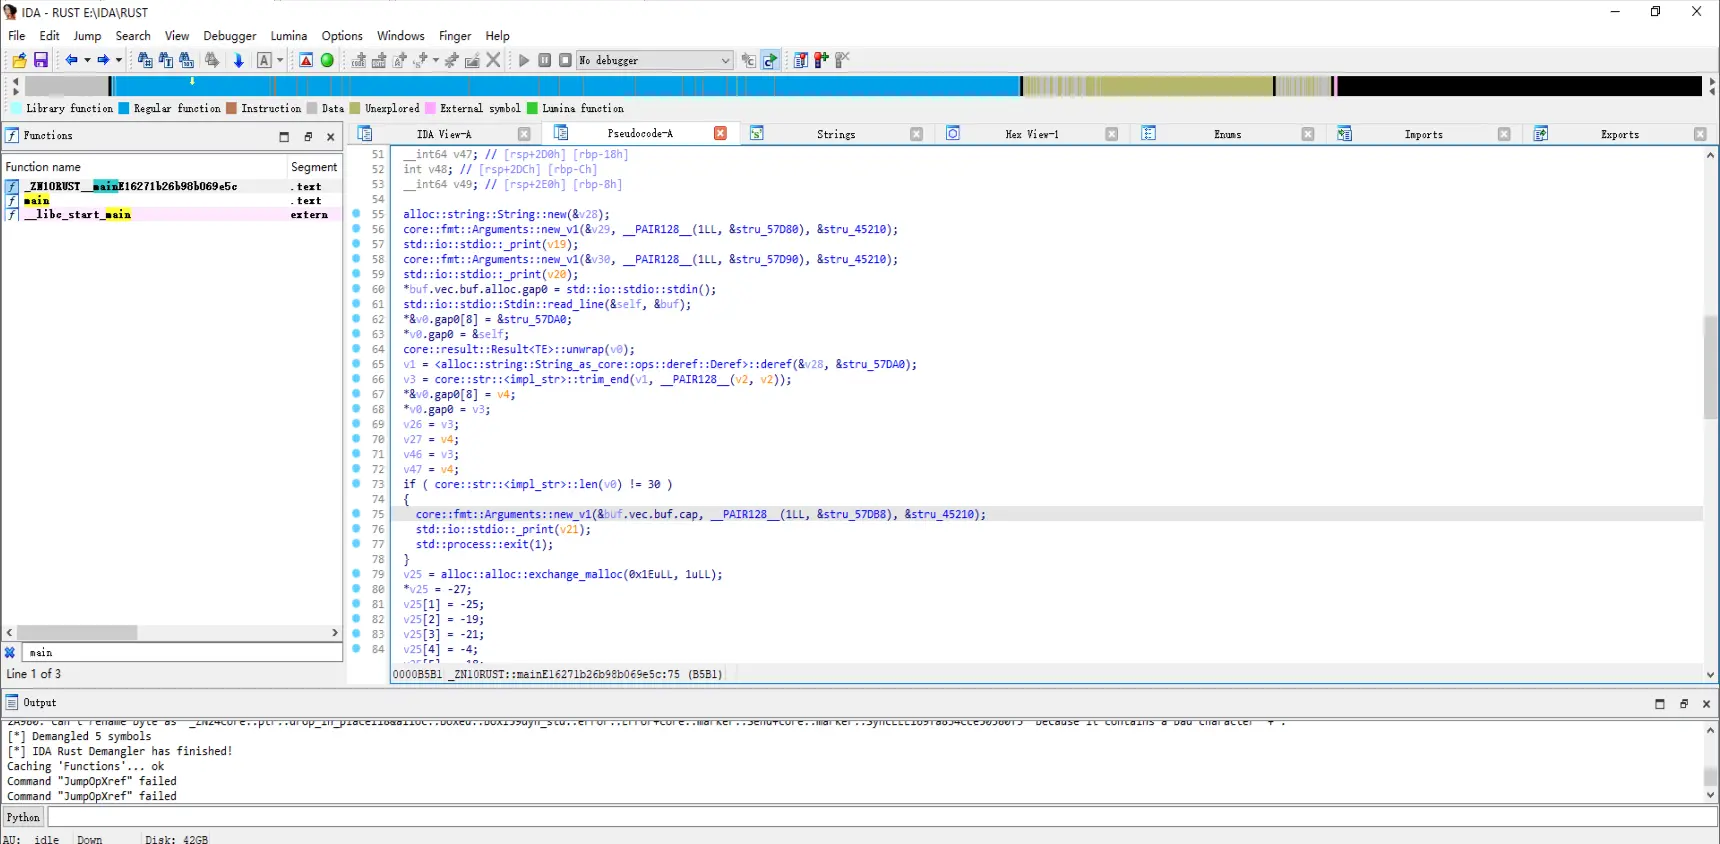 IDA - RUST E:\IDA\RUST
File Edit Jump Search View Debugger Lumina Options Windows Finger Help
No debugger
Library function Regular function Instruction Data Unexplored External symbol Lumina function
Functions
Function name Segment
_ZN10RUST__mainE16271b26b98b069e5c .text
main .text
__libc_start_main extern
main
Line 1 of 3
IDA View-A Pseudocode-A Strings Hex View-1 Enums Imports Exports
51 __int64 v47; // [rsp+2D0h] [rbp-18h]
52 int v48; // [rsp+2DCh] [rbp-Ch]
53 __int64 v49; // [rsp+2E0h] [rbp-8h]
54
55 alloc::string::String::new(&v28);
56 core::fmt::Arguments::new_v1(&v29, __PAIR128__(1LL, &stru_57D80), &stru_45210);
57 std::io::stdio::_print(v19);
58 core::fmt::Arguments::new_v1(&v30, __PAIR128__(1LL, &stru_57D90), &stru_45210);
59 std::io::stdio::_print(v20);
60 *buf.vec.buf.alloc.gap0 = std::io::stdio::stdin();
61 std::io::stdio::Stdin::read_line(&self, &buf);
62 *&v0.gap0[8] = &stru_57DA0;
63 *v0.gap0 = &self;
64 core::result::Result<TE>::unwrap(v0);
65 v1 = <alloc::string::String_as_core::ops::deref::Deref>::deref(&v28, &stru_57DA0);
66 v3 = core::str::<impl_str>::trim_end(v1, __PAIR128__(v2, v2));
67 *&v0.gap0[8] = v4;
68 *v0.gap0 = v3;
69 v26 = v3;
70 v27 = v4;
71 v46 = v3;
72 v47 = v4;
73 if ( core::str::<impl_str>::len(v0) != 30 )
74 {
75 core::fmt::Arguments::new_v1(&buf.vec.buf.cap, __PAIR128__(1LL, &stru_57DB8), &stru_45210);
76 std::io::stdio::_print(v21);
77 std::process::exit(1);
78 }
79 v25 = alloc::alloc::exchange_malloc(0x1EuLL, 1uLL);
80 *v25 = -27;
81 v25[1] = -25;
82 v25[2] = -19;
83 v25[3] = -21;
84 v25[4] = -4;
0000B5B1 _ZN10RUST::mainE16271b26b98b069e5c:75 (B5B1)
Output
[*] Demangled 5 symbols
[*] IDA Rust Demangler has finished!
Caching 'Functions'... ok
Command "JumpOpXref" failed
Command "JumpOpXref" failed
Python
AU: idle Down Disk: 42GB